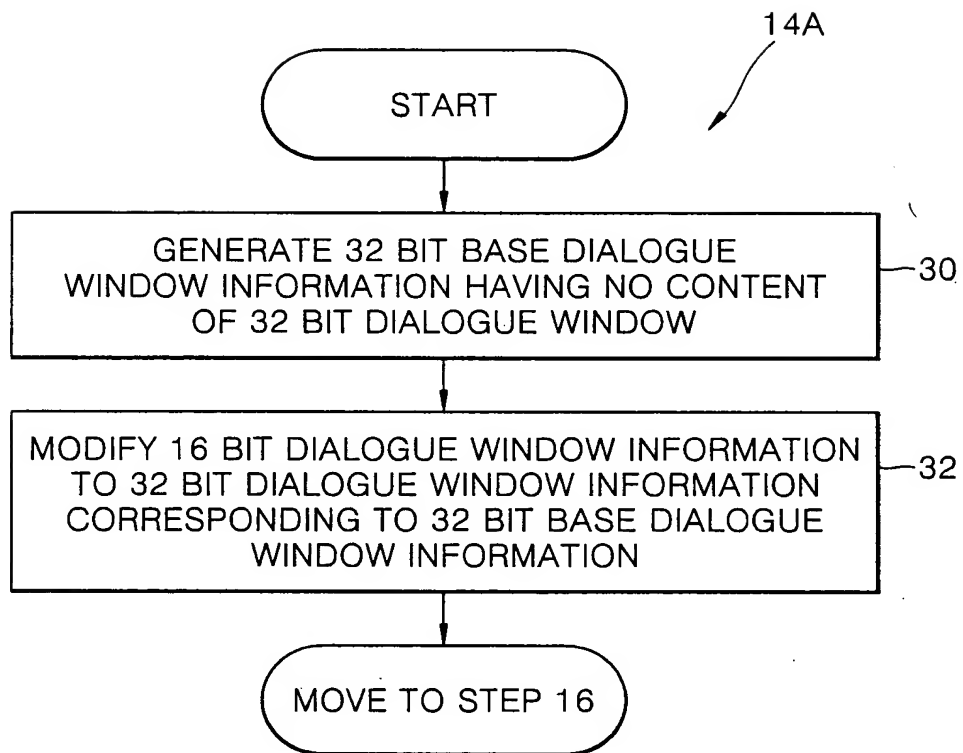 14A
START
GENERATE 32 BIT BASE DIALOGUE
WINDOW INFORMATION HAVING NO CONTENT
OF 32 BIT DIALOGUE WINDOW
30
MODIFY 16 BIT DIALOGUE WINDOW INFORMATION
TO 32 BIT DIALOGUE WINDOW INFORMATION
CORRESPONDING TO 32 BIT BASE DIALOGUE
WINDOW INFORMATION
32
MOVE TO STEP 16